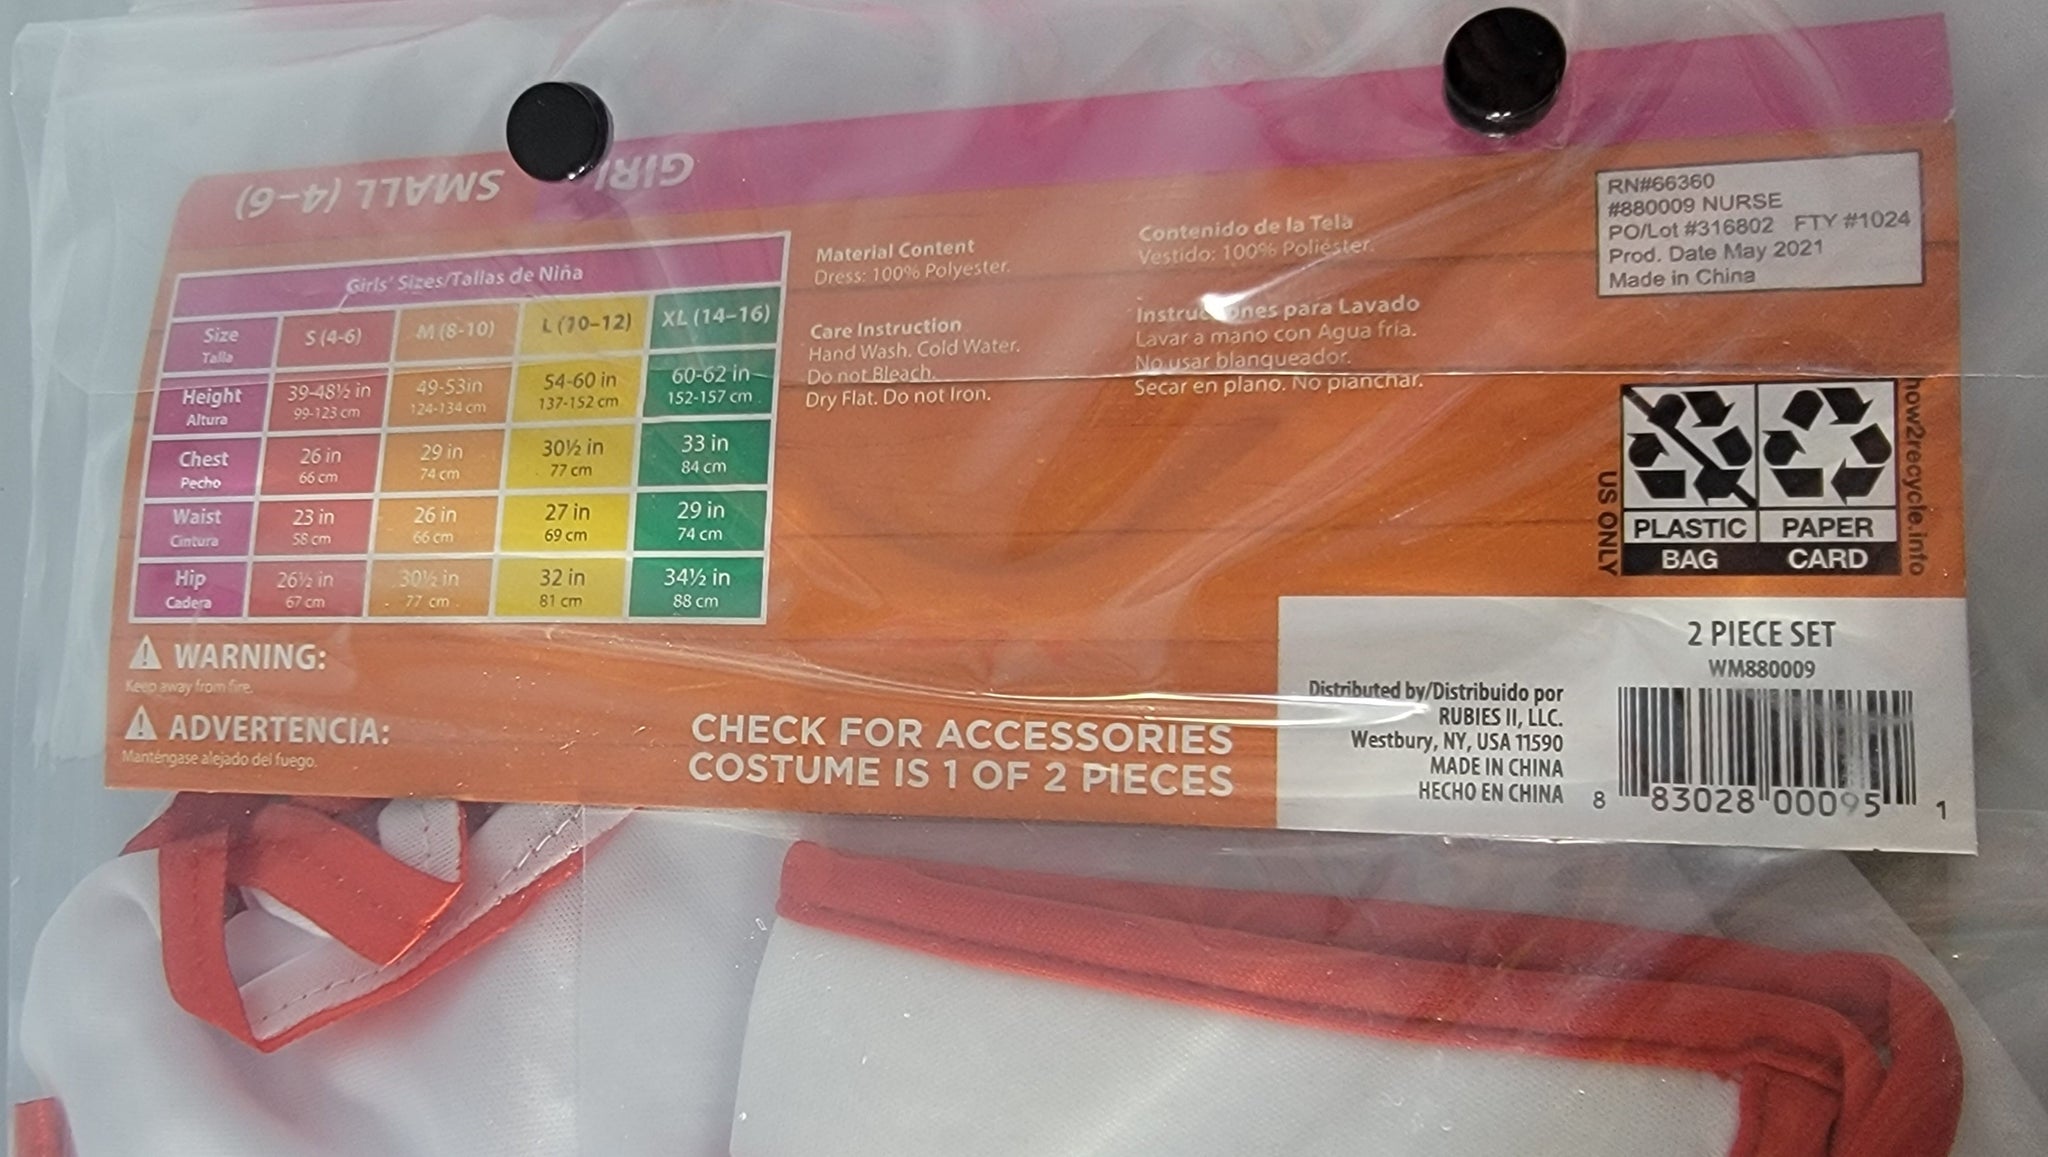 SMALL (4-6)
GIRL
Girls' Sizes/Tallas de Niña
Size S (4-6) M (8-10) L (10-12) XL (14-16)
Talla
Height 39-48½ in 49-53in 54-60 in 60-62 in
Altura 99-123 cm 124-134 cm 137-152 cm 152-157 cm
Chest 26 in 29 in 30½ in 33 in
Pecho 66 cm 74 cm 77 cm 84 cm
Waist 23 in 26 in 27 in 29 in
Cintura 58 cm 66 cm 69 cm 74 cm
Hip 26½ in 30½ in 32 in 34½ in
Cadera 67 cm 77 cm 81 cm 88 cm
WARNING:
Keep away from fire.
ADVERTENCIA:
Manténgase alejado del fuego.
Material Content
Dress: 100% Polyester.
Care Instruction
Hand Wash. Cold Water.
Do not Bleach.
Dry Flat. Do not Iron.
Contenido de la Tela
Vestido: 100% Poliéster.
Instrucciones para Lavado
Lavar a mano con Agua fría.
No usar blanqueador.
Secar en plano. No planchar.
RN#66360
#880009 NURSE
PO/Lot #316802 FTY #1024
Prod. Date May 2021
Made in China
US ONLY
PLASTIC PAPER
BAG CARD
how2recycle.info
CHECK FOR ACCESSORIES
COSTUME IS 1 OF 2 PIECES
Distributed by/Distribuido por
RUBIES II, LLC.
Westbury, NY, USA 11590
MADE IN CHINA
HECHO EN CHINA
2 PIECE SET
WM880009
8 83028 00095 1